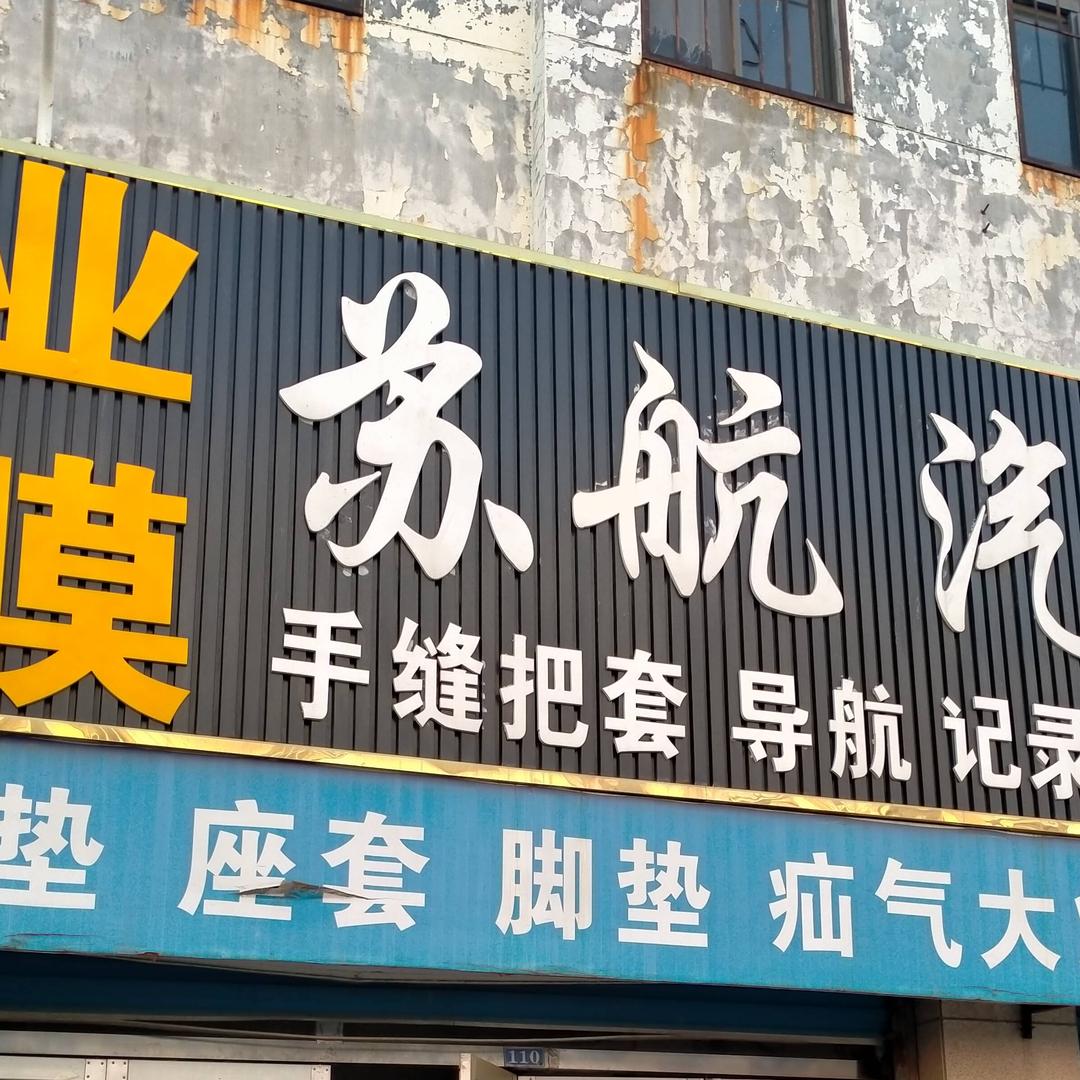 业
膜
苏航汽
手缝把套 导航 记录
垫 座套 脚垫 疝气大
110